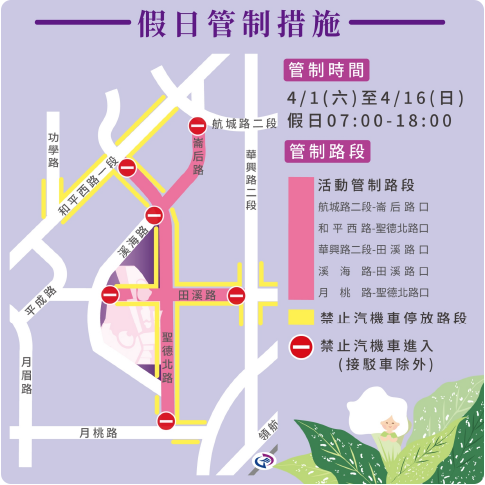 假日管制措施
管制時間
4/1(六)至4/16(日)
假日07:00-18:00
管制路段
活動管制路段
航城路二段-崙后路口
和平西路-聖德北路口
華興路二段-田溪路口
溪海路-田溪路口
月桃路-聖德北路口
禁止汽機車停放路段
禁止汽機車進入
(接駁車除外)
航城路二段
崙后路
功學路
華興路二段
和平西路一段
溪海路
平成路
田溪路
聖德北路
月眉路
月桃路
領航